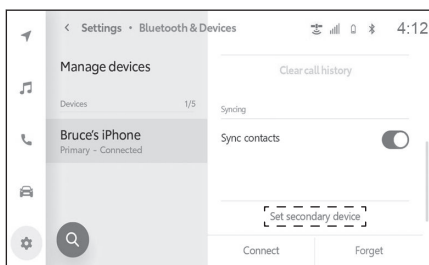 < Settings • Bluetooth & Devices 4:12
Manage devices
Devices 1/5
Bruce's iPhone
Primary - Connected
Clear call history
Syncing
Sync contacts
Set secondary device
Connect Forget